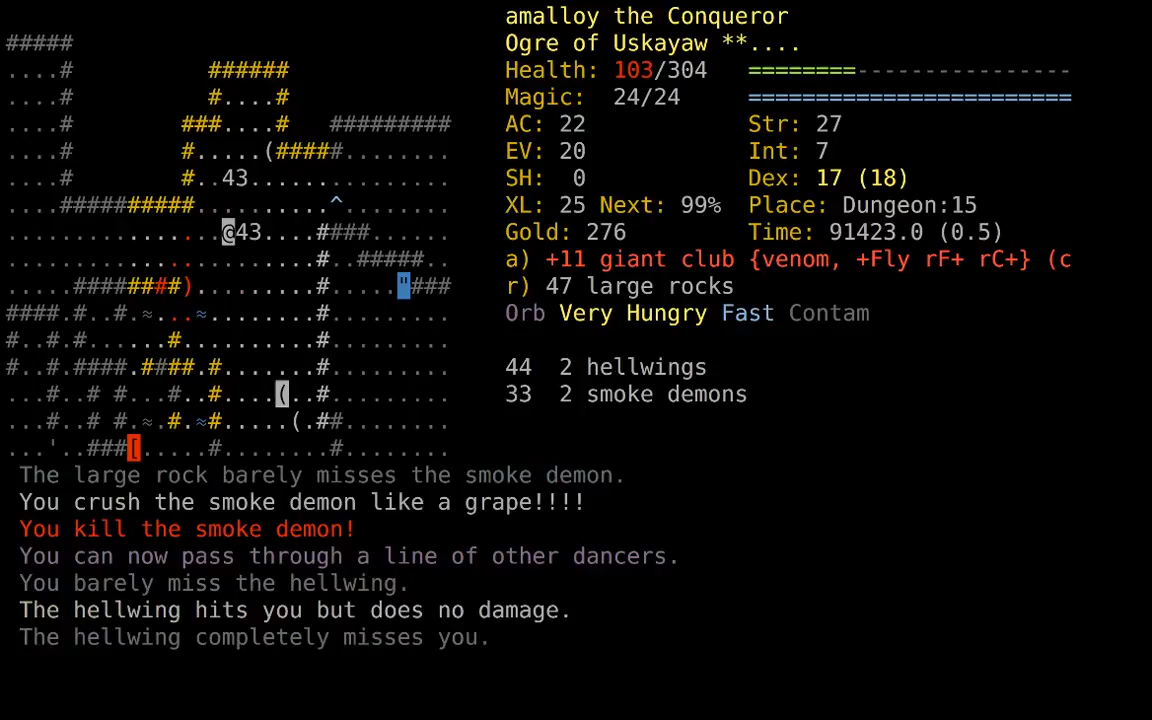 amalloy the Conqueror
#####                                Ogre of Uskayaw **....
....#          ######                Health: 103/304   ========----------------
....#          #....#                Magic:  24/24     ========================
....#        ###....#   #########    AC: 22            Str: 27
....#        #.....(#####........    EV: 20            Int: 7
....#        #..43...............    SH:  0            Dex: 17 (18)
....##########..........^........    XL: 25 Next: 99%  Place: Dungeon:15
................@43....####......    Gold: 276         Time: 91423.0 (0.5)
.......................#..#####.     a) +11 giant club {venom, +Fly rF+ rC+} (c
.....########).........#....."###    r) 47 large rocks
####.#..#.≈...≈........#.........    Orb Very Hungry Fast Contam
#..#.#......#..........#.........
#..#.####.####.#.......#.........    44  2 hellwings
...#..# #...#..#....(..#.........    33  2 smoke demons
...#..# #.≈.#.≈#.....(.##........
...'..###[.....#........#........
The large rock barely misses the smoke demon.
You crush the smoke demon like a grape!!!!
You kill the smoke demon!
You can now pass through a line of other dancers.
You barely miss the hellwing.
The hellwing hits you but does no damage.
The hellwing completely misses you.